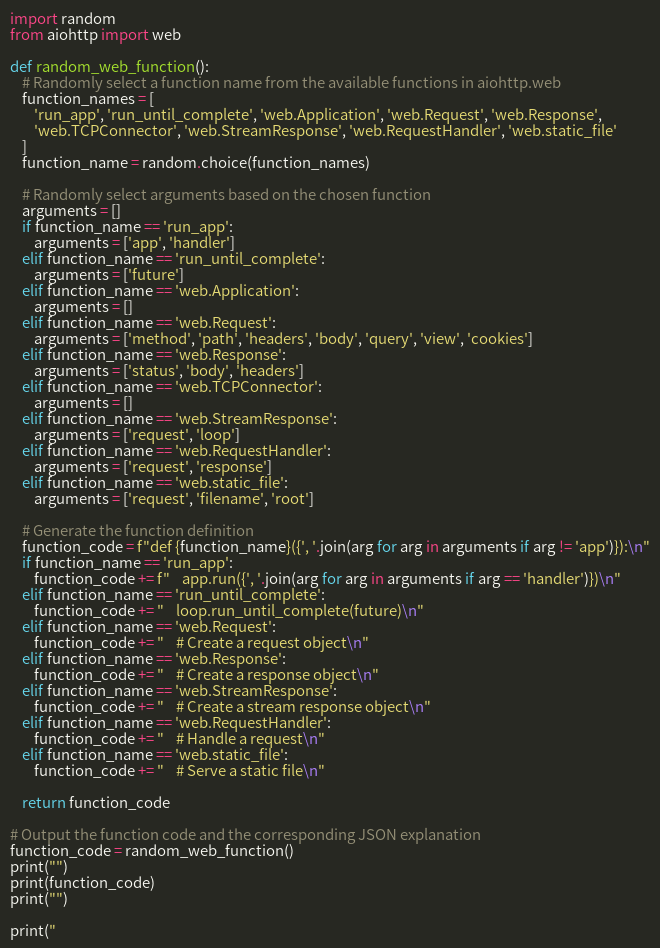 import random
from aiohttp import web

def random_web_function():
    # Randomly select a function name from the available functions in aiohttp.web
    function_names = [
        'run_app', 'run_until_complete', 'web.Application', 'web.Request', 'web.Response',
        'web.TCPConnector', 'web.StreamResponse', 'web.RequestHandler', 'web.static_file'
    ]
    function_name = random.choice(function_names)

    # Randomly select arguments based on the chosen function
    arguments = []
    if function_name == 'run_app':
        arguments = ['app', 'handler']
    elif function_name == 'run_until_complete':
        arguments = ['future']
    elif function_name == 'web.Application':
        arguments = []
    elif function_name == 'web.Request':
        arguments = ['method', 'path', 'headers', 'body', 'query', 'view', 'cookies']
    elif function_name == 'web.Response':
        arguments = ['status', 'body', 'headers']
    elif function_name == 'web.TCPConnector':
        arguments = []
    elif function_name == 'web.StreamResponse':
        arguments = ['request', 'loop']
    elif function_name == 'web.RequestHandler':
        arguments = ['request', 'response']
    elif function_name == 'web.static_file':
        arguments = ['request', 'filename', 'root']

    # Generate the function definition
    function_code = f"def {function_name}({', '.join(arg for arg in arguments if arg != 'app')}):\n"
    if function_name == 'run_app':
        function_code += f"    app.run({', '.join(arg for arg in arguments if arg == 'handler')})\n"
    elif function_name == 'run_until_complete':
        function_code += "    loop.run_until_complete(future)\n"
    elif function_name == 'web.Request':
        function_code += "    # Create a request object\n"
    elif function_name == 'web.Response':
        function_code += "    # Create a response object\n"
    elif function_name == 'web.StreamResponse':
        function_code += "    # Create a stream response object\n"
    elif function_name == 'web.RequestHandler':
        function_code += "    # Handle a request\n"
    elif function_name == 'web.static_file':
        function_code += "    # Serve a static file\n"

    return function_code

# Output the function code and the corresponding JSON explanation
function_code = random_web_function()
print("")
print(function_code)
print("")

print("